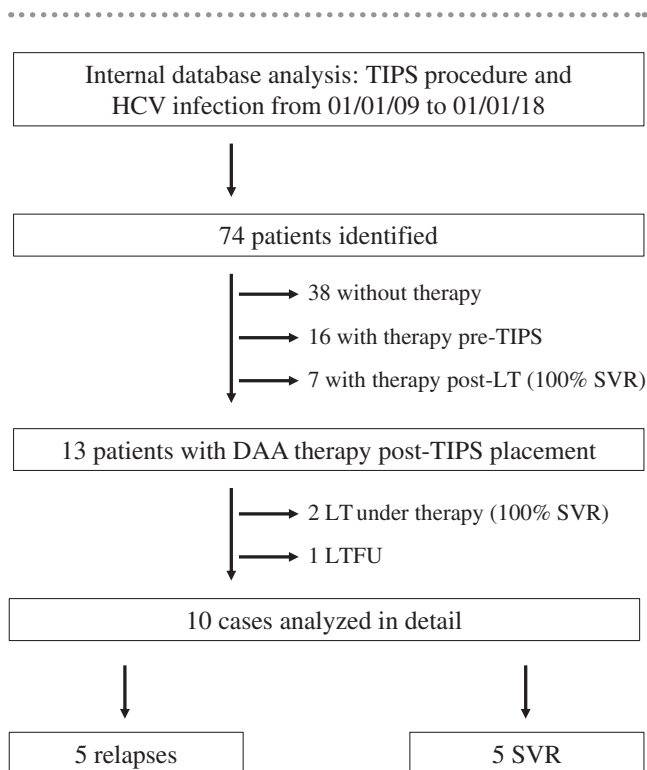 Internal database analysis: TIPS procedure and
HCV infection from 01/01/09 to 01/01/18
74 patients identified
38 without therapy
16 with therapy pre-TIPS
7 with therapy post-LT (100% SVR)
13 patients with DAA therapy post-TIPS placement
2 LT under therapy (100% SVR)
1 LTFU
10 cases analyzed in detail
5 relapses
5 SVR